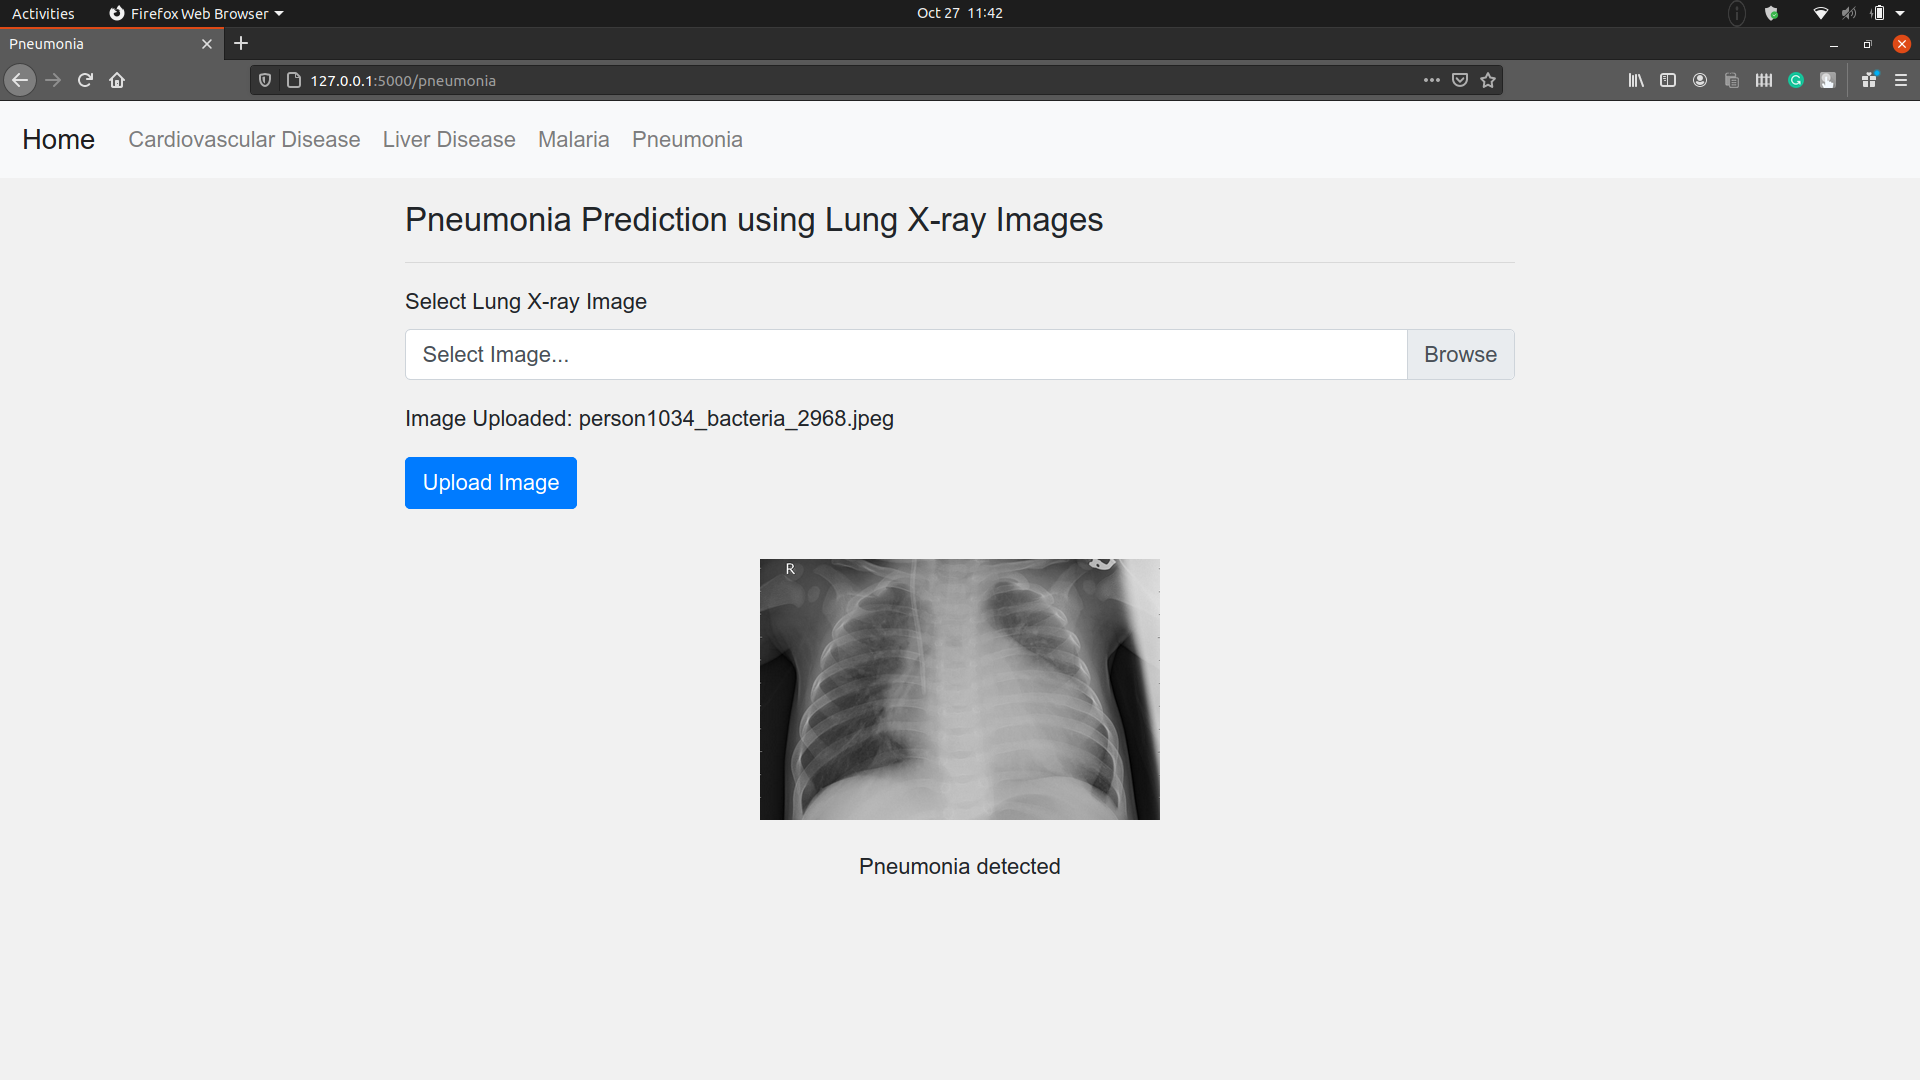 Activities
Firefox Web Browser
Oct 27 11:42
Pneumonia
127.0.0.1:5000/pneumonia
Home
Cardiovascular Disease
Liver Disease
Malaria
Pneumonia
Pneumonia Prediction using Lung X-ray Images
Select Lung X-ray Image
Select Image...
Browse
Image Uploaded: person1034_bacteria_2968.jpeg
Upload Image
R
Pneumonia detected